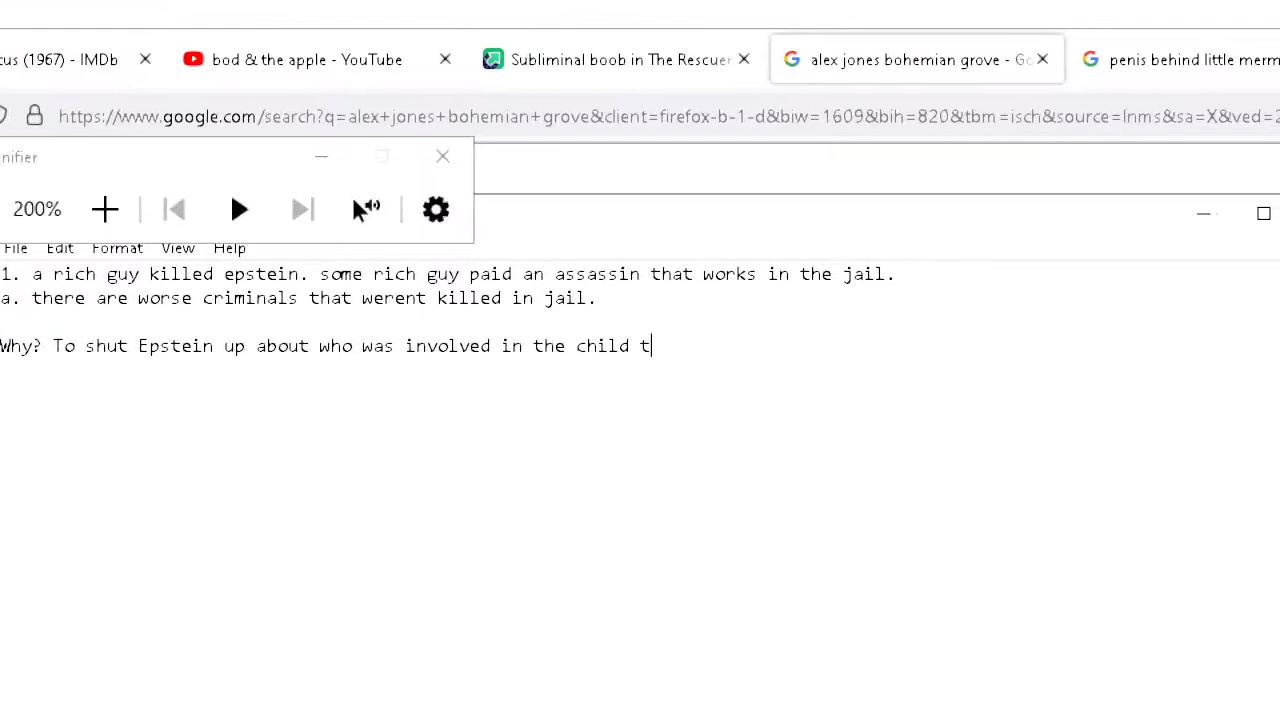 tus (1967) - IMDb
bod & the apple - YouTube
Subliminal boob in The Rescuer
alex jones bohemian grove - Go
penis behind little merm
https://www.google.com/search?q=alex+jones+bohemian+grove&client=firefox-b-1-d&biw=1609&bih=820&tbm=isch&source=lnms&sa=X&ved=2
nifier
200%
File Edit Format View Help
1. a rich guy killed epstein. some rich guy paid an assassin that works in the jail.
a. there are worse criminals that werent killed in jail.
Why? To shut Epstein up about who was involved in the child t